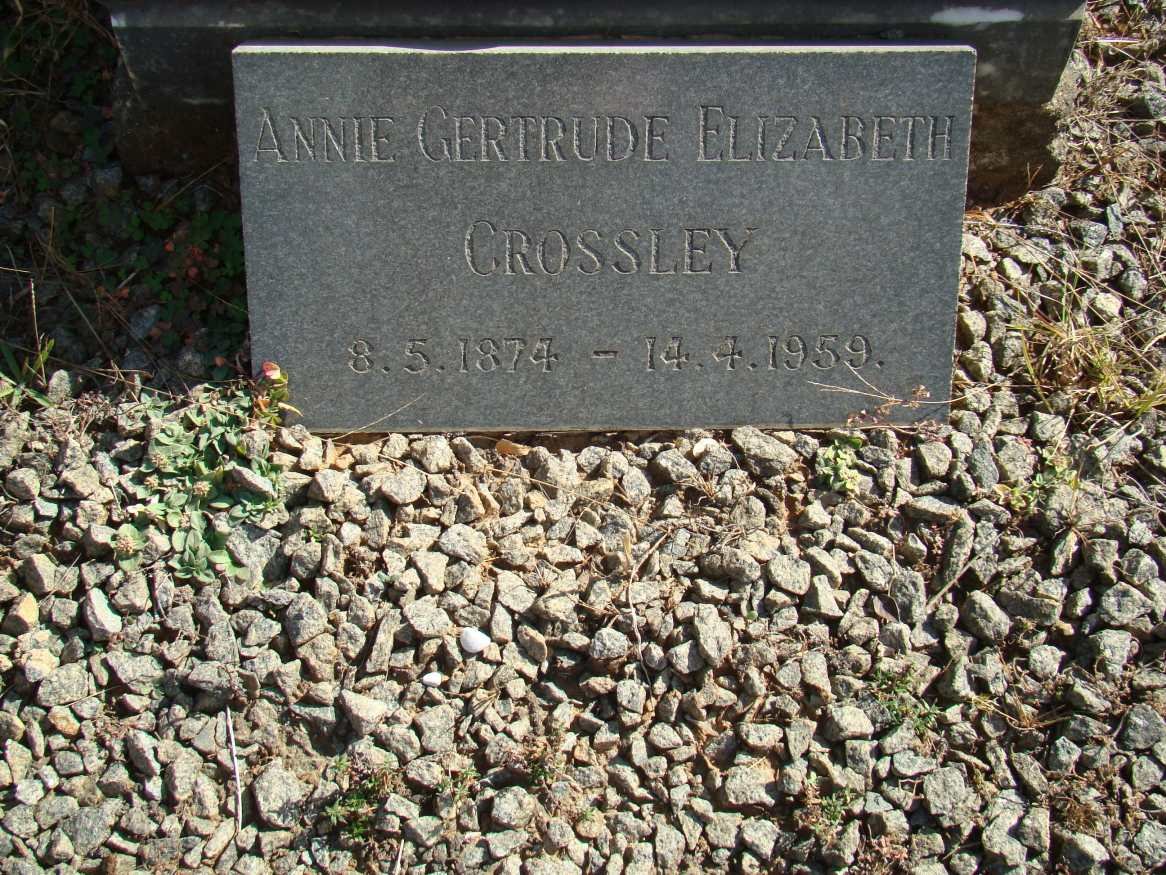 Annie Gertrude Elizabeth
Crossley
8.5.1874 - 14.4.1959.